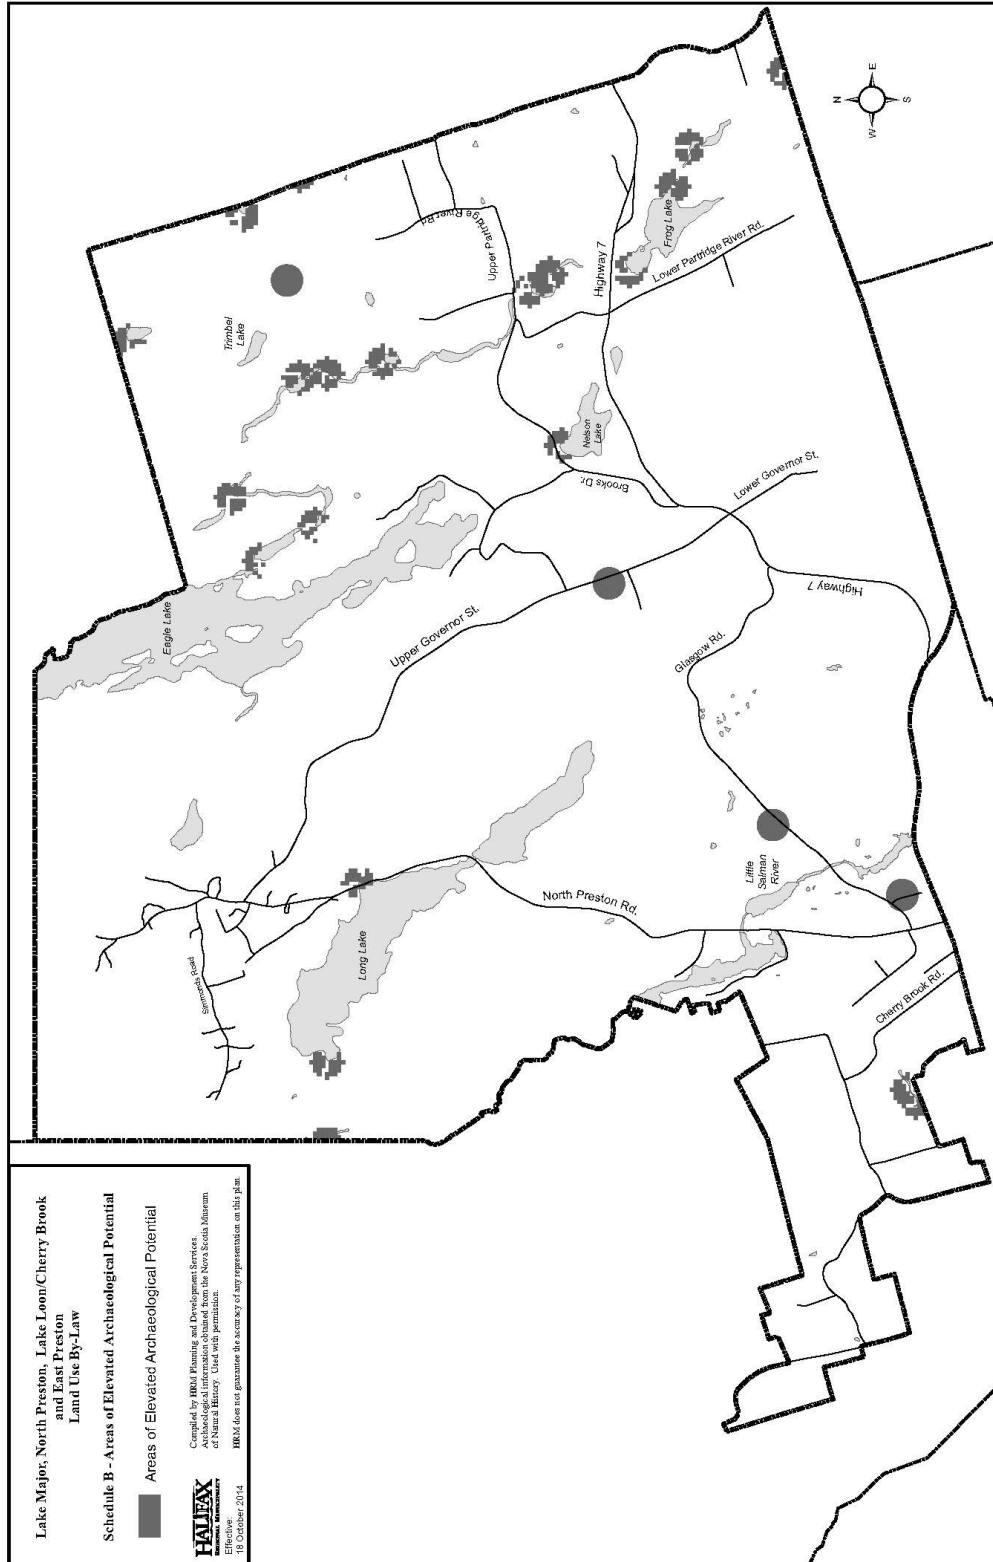 Lake Major, North Preston, Lake Loon/Cherry Brook
and East Preston
Land Use By-Law
Schedule B - Areas of Elevated Archaeological Potential
Areas of Elevated Archaeological Potential
HALIFAX
REGIONAL MUNICIPALITY
Effective:
18 October 2014
Compiled by HRM Planning and Development Services.
Archaeological information obtained from the Nova Scotia Museum
of Natural History. Used with permission.
HRM does not guarantee the accuracy of any representation on this plan.
Simmonds Road
Long Lake
North Preston Rd.
Eagle Lake
Upper Governor St.
Trimbel
Lake
Upper Partridge River Rd
Highway 7
Frog Lake
Lower Partridge River Rd.
Nelson
Lake
Brooks Dr.
Lower Governor St.
Glasgow Rd.
Highway 7
Little
Salman
River
Cherry Brook Rd.
N
E
S
W